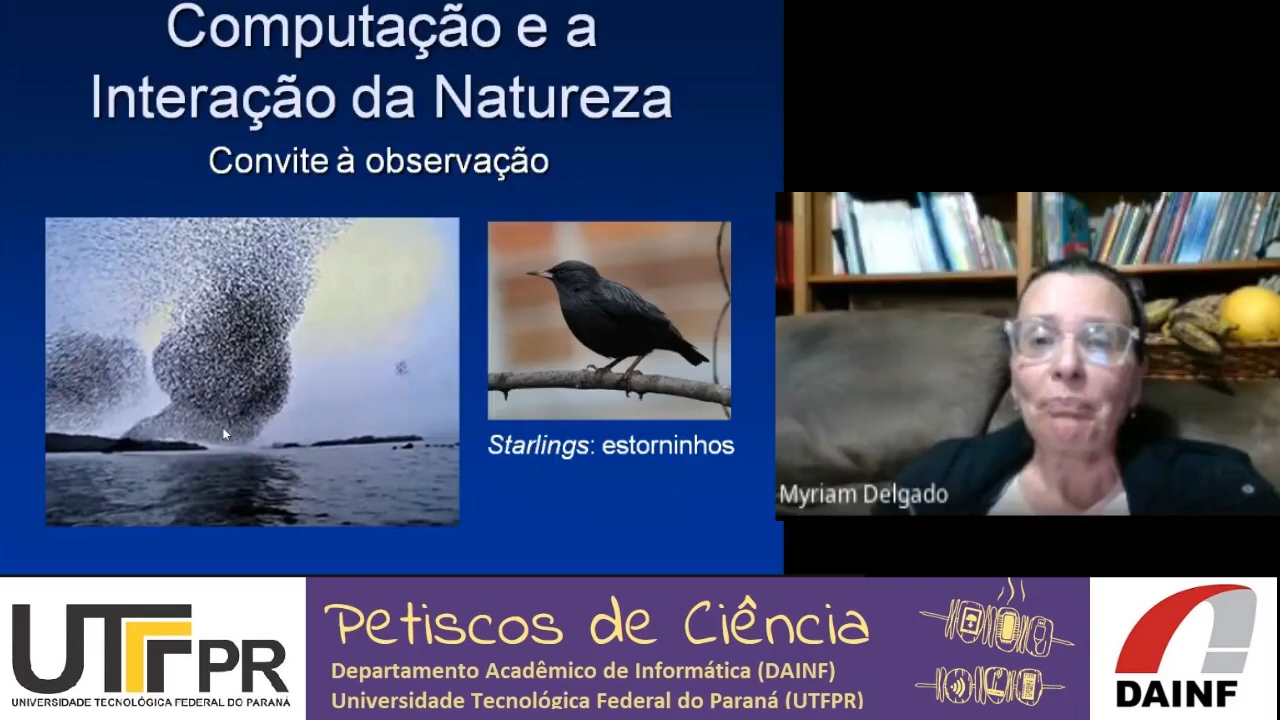 Computação e a
Interação da Natureza
Convite à observação
Starlings: estorninhos
Myriam Delgado
UTFPR
UNIVERSIDADE TECNOLÓGICA FEDERAL DO PARANÁ
Petiscos de Ciência
Departamento Acadêmico de Informática (DAINF)
Universidade Tecnológica Federal do Paraná (UTFPR)
DAINF